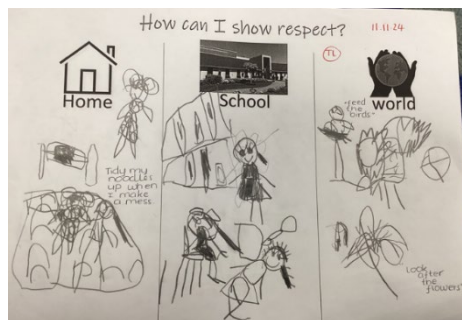 How can I show respect?
11.11.24
TL
Home
School
world
Tidy my
noodles
up when
I make
a mess.
"feed
the
birds"
Look
after
the
flowers"